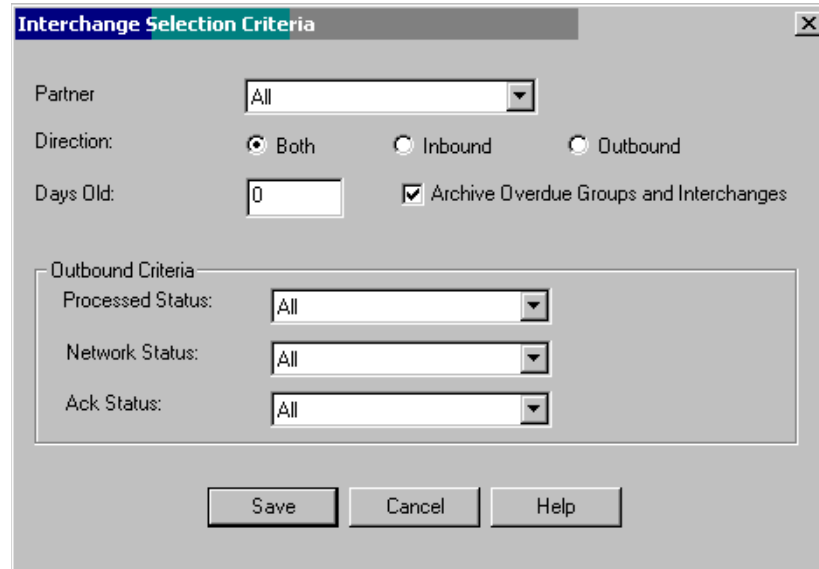 Interchange Selection Criteria
Partner All
Direction: Both Inbound Outbound
Days Old: 0 Archive Overdue Groups and Interchanges
Outbound Criteria
Processed Status: All
Network Status: All
Ack Status: All
Save Cancel Help